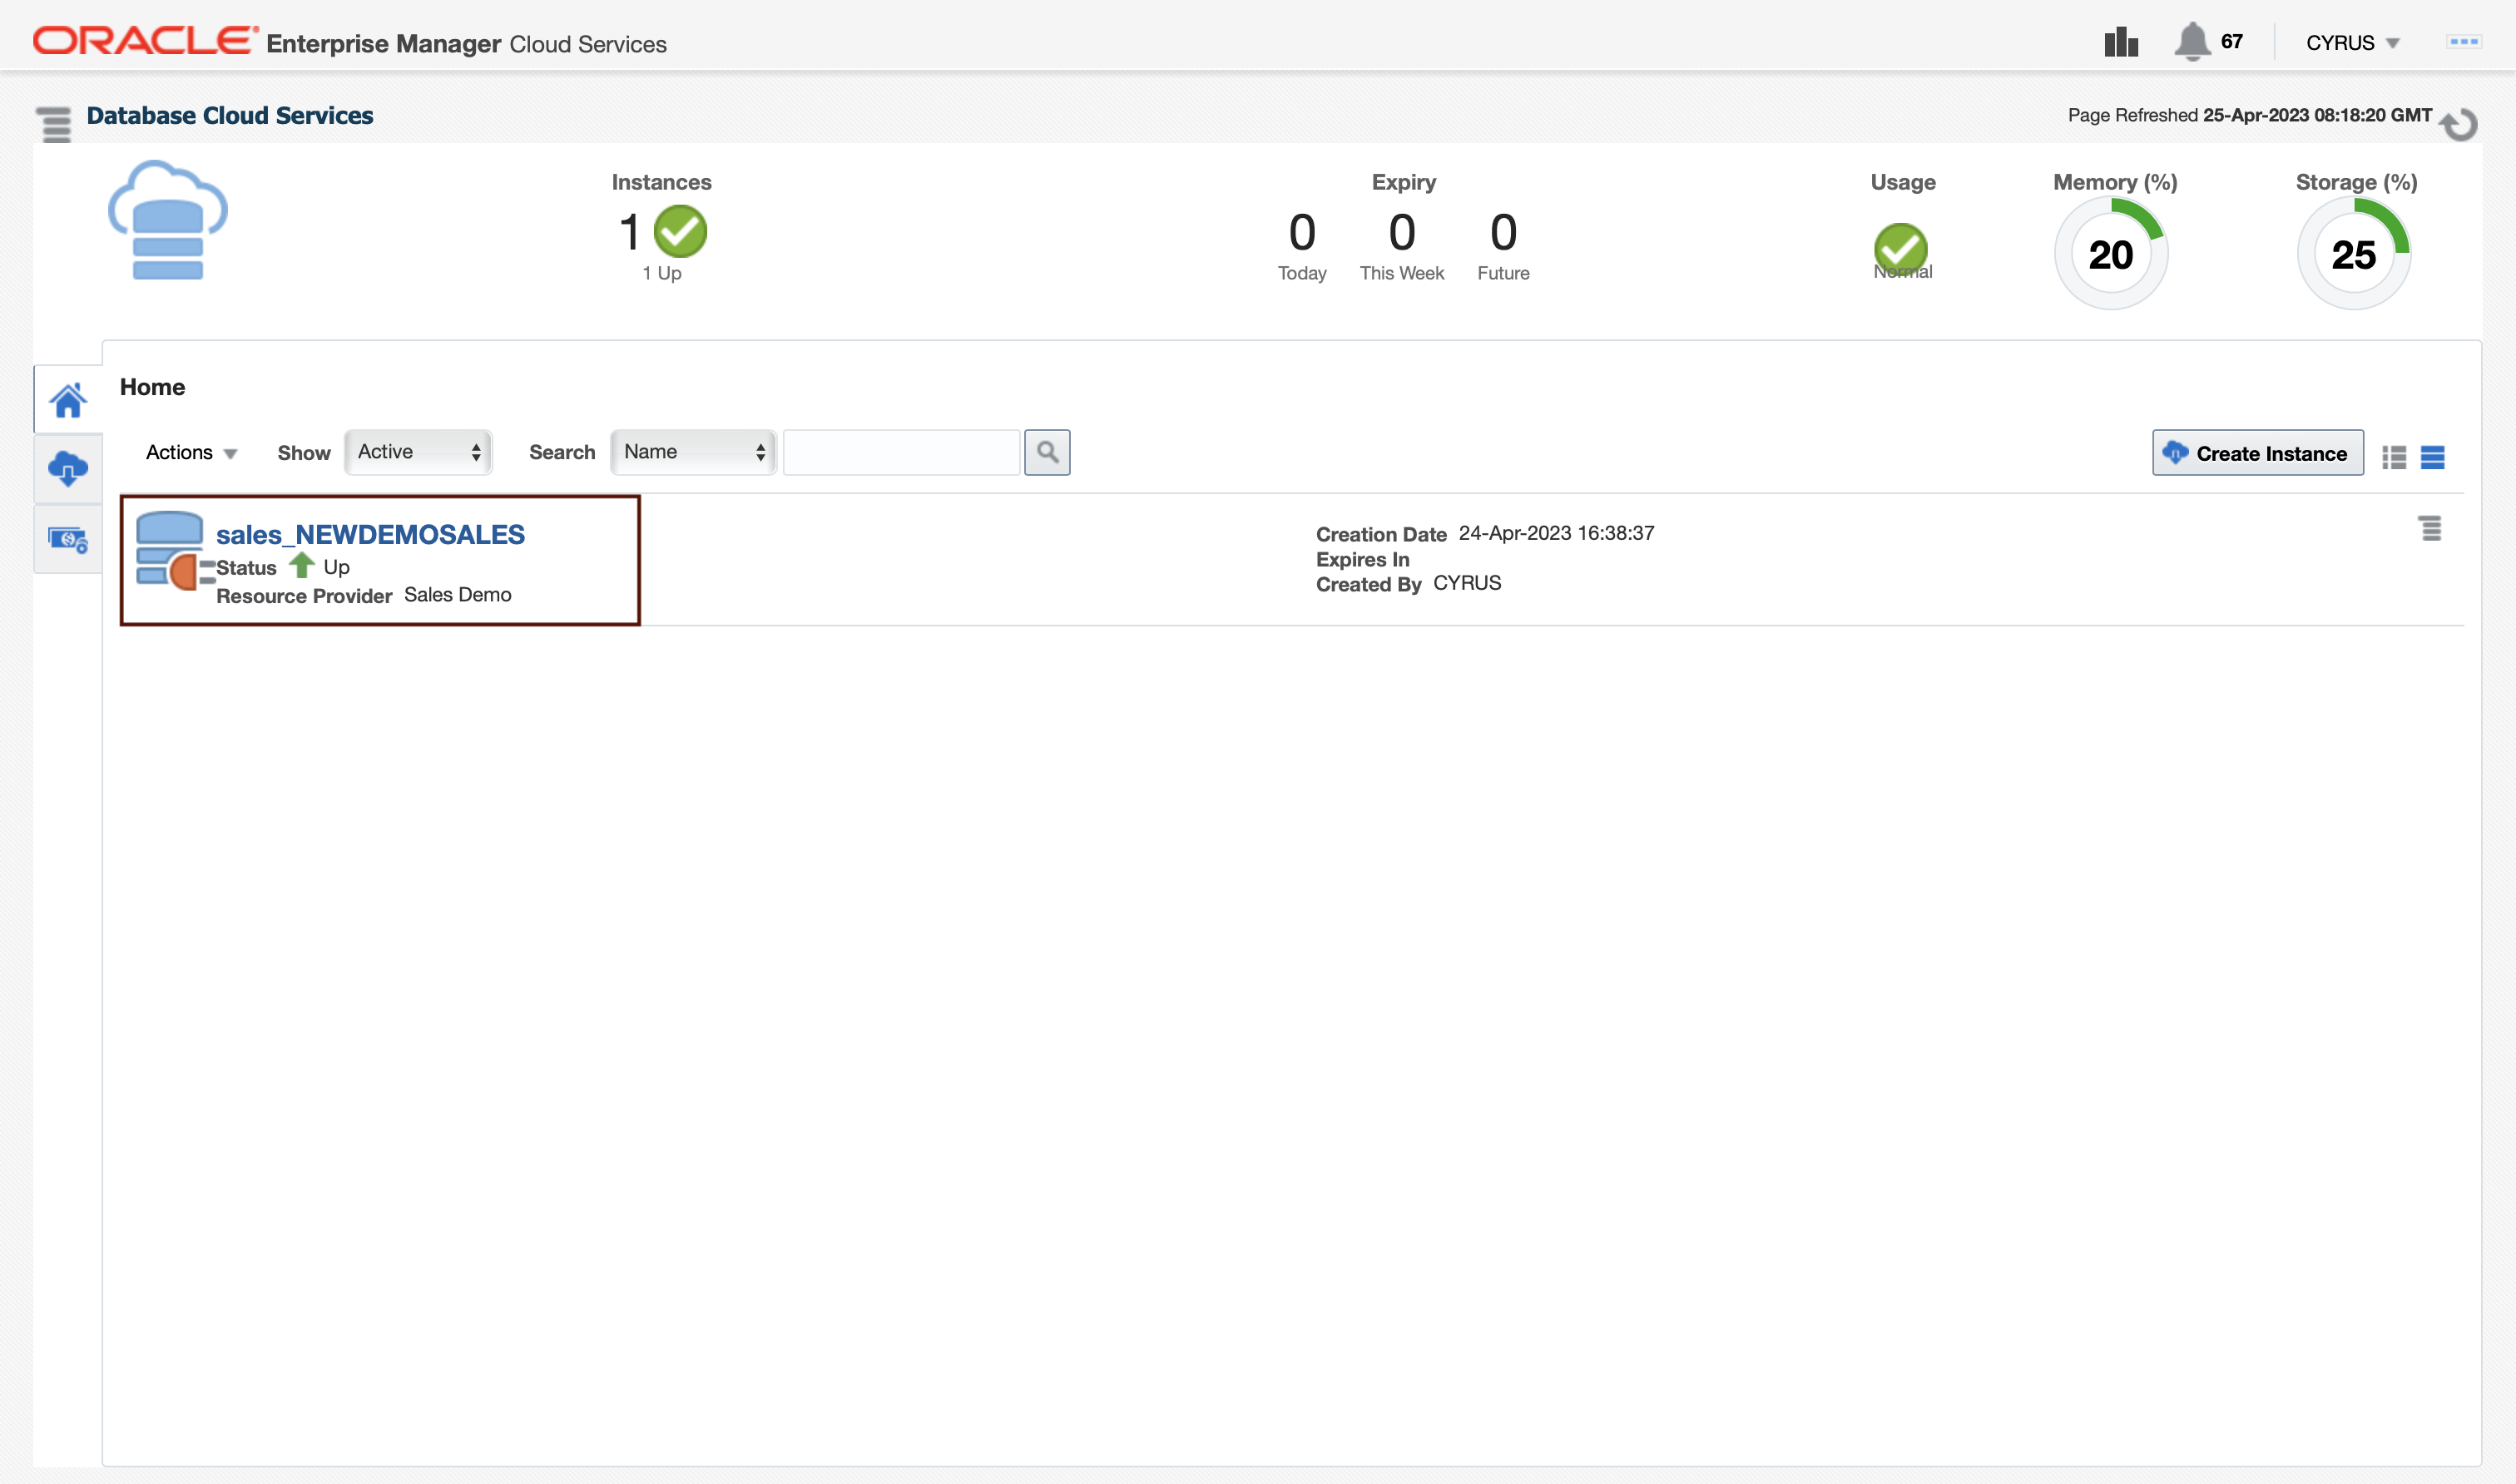 ORACLE Enterprise Manager Cloud Services
67
CYRUS
Database Cloud Services
Page Refreshed 25-Apr-2023 08:18:20 GMT
Instances
1
1 Up
Expiry
0 0 0
Today This Week Future
Usage
Normal
Memory (%)
20
Storage (%)
25
Home
Actions Show Active Search Name
Create Instance
sales_NEWDEMOSALES
Status Up
Resource Provider Sales Demo
Creation Date 24-Apr-2023 16:38:37
Expires In
Created By CYRUS